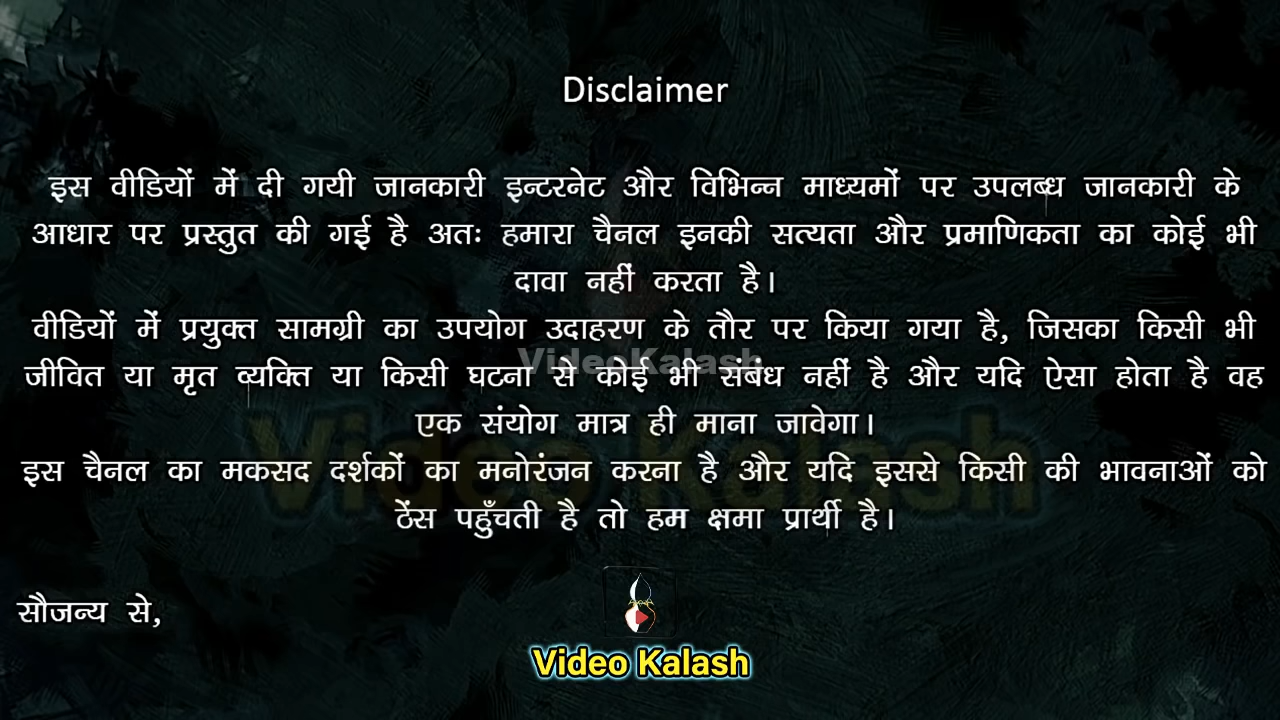 Disclaimer
इस वीडियों में दी गयी जानकारी इन्टरनेट और विभिन्न माध्यमों पर उपलब्ध जानकारी के
आधार पर प्रस्तुत की गई है अतः हमारा चैनल इनकी सत्यता और प्रमाणिकता का कोई भी
दावा नहीं करता है।
वीडियों में प्रयुक्त सामग्री का उपयोग उदाहरण के तौर पर किया गया है, जिसका किसी भी
VideoKalash
जीवित या मृत व्यक्ति या किसी घटना से कोई भी संबंध नहीं है और यदि ऐसा होता है वह
एक संयोग मात्र ही माना जावेगा।
Video Kalash
इस चैनल का मकसद दर्शकों का मनोरंजन करना है और यदि इससे किसी की भावनाओं को
ठेंस पहुँचती है तो हम क्षमा प्रार्थी है।
सौजन्य से,
Video Kalash